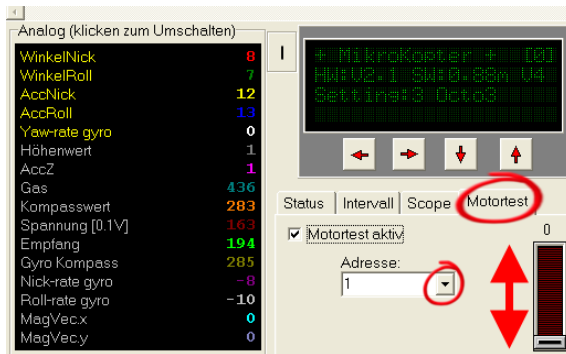 Analog (klicken zum Umschalten)
WinkelNick 8
WinkelRoll 7
AccNick 12
AccRoll 13
Yaw-rate gyro 0
Höhenwert 1
AccZ 1
Gas 436
Kompasswert 283
Spannung [0.1V] 163
Empfang 194
Gyro Kompass 285
Nick-rate gyro -8
Roll-rate gyro -10
MagVec.x 0
MagVec.y 0
I
+ MikroKopter + [0]
HW:V2.1 SW:0.88m V4
Setting:3 Octo3
Status Intervall Scope Motortest
Motortest aktiv
0
Adresse:
1